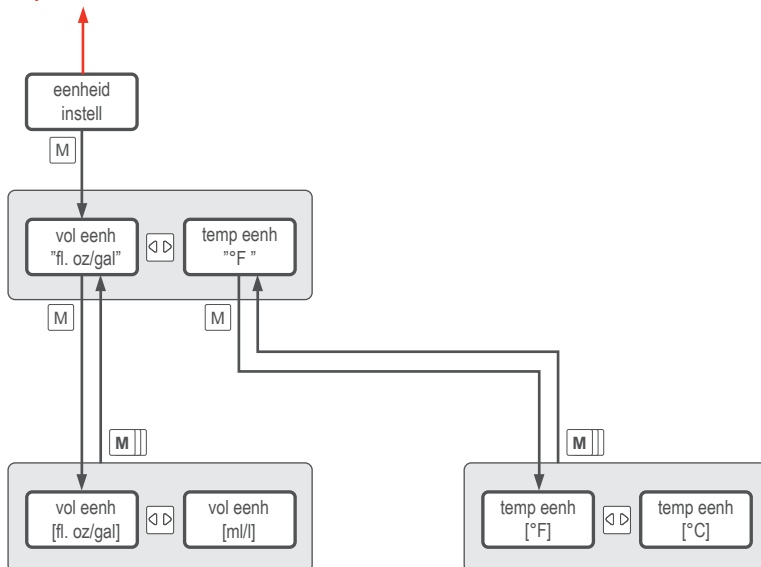 eenheid
instell
M
vol eenh
"fl. oz/gal"
temp eenh
"°F "
M
M
M
M
vol eenh
[fl. oz/gal]
vol eenh
[ml/l]
temp eenh
[°F]
temp eenh
[°C]